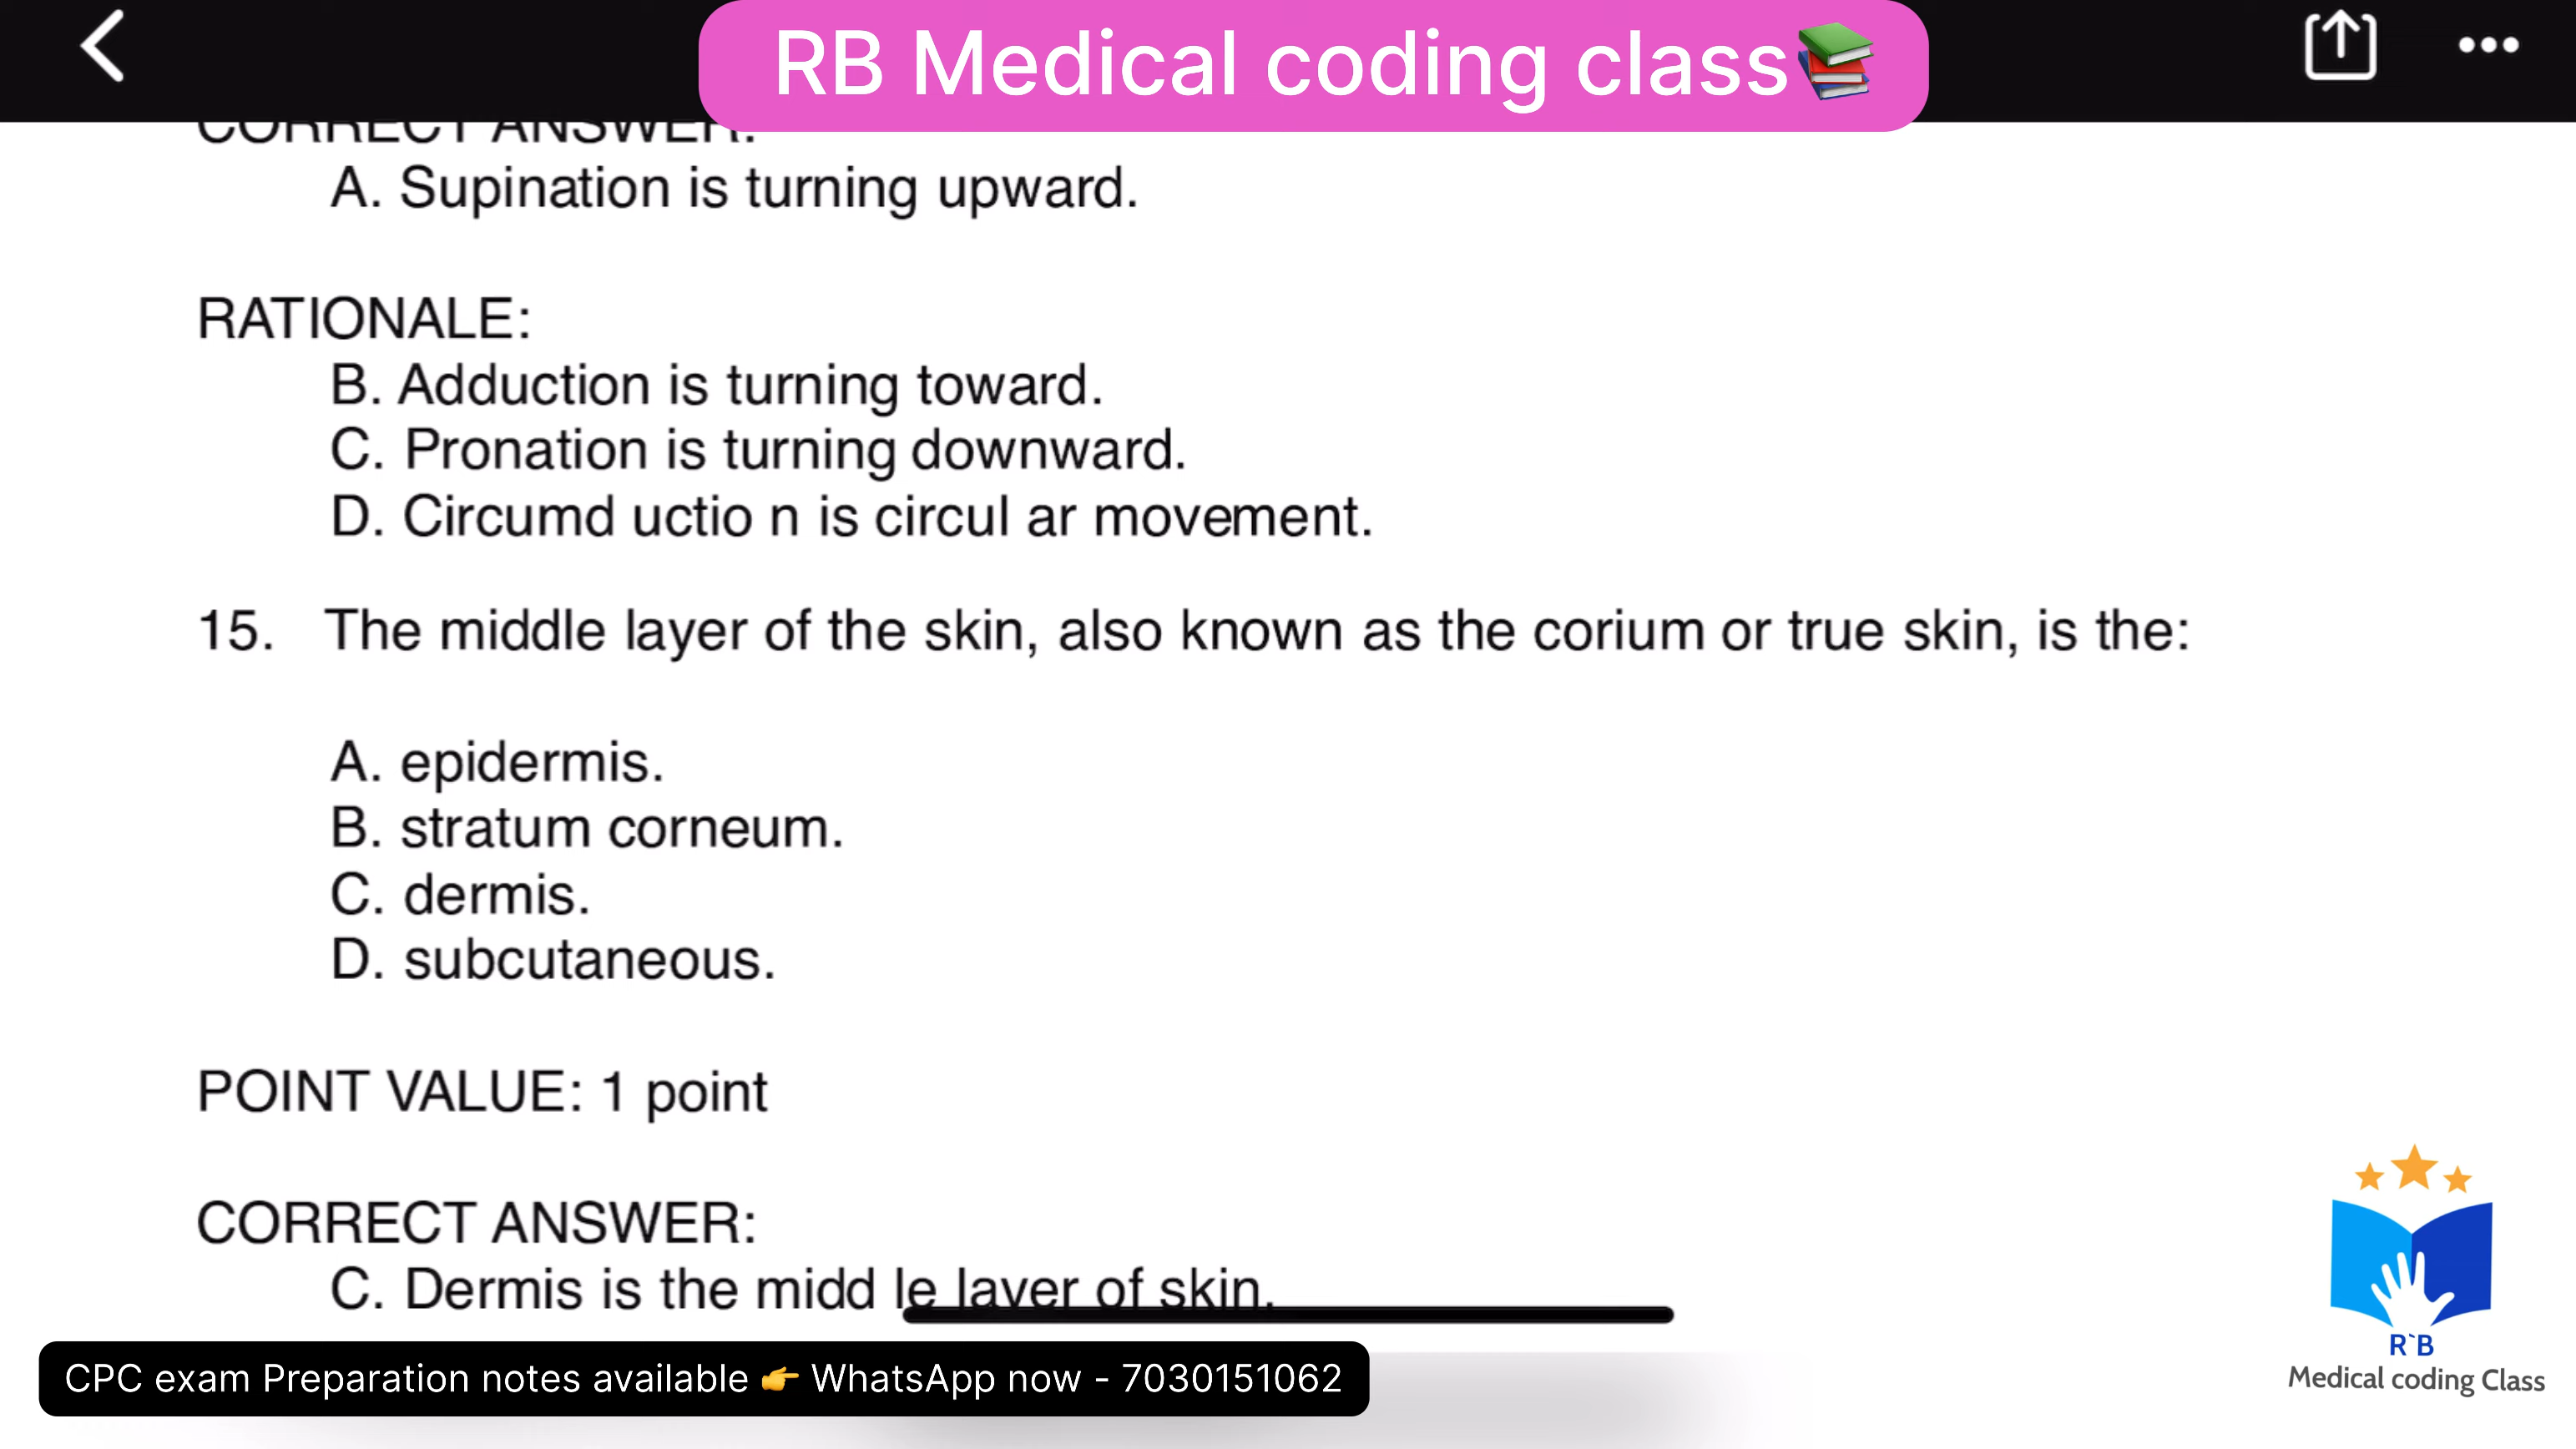 RB Medical coding class📚
CORRECT ANSWER:
A. Supination is turning upward.
RATIONALE:
B. Adduction is turning toward.
C. Pronation is turning downward.
D. Circumd uctio n is circul ar movement.
15. The middle layer of the skin, also known as the corium or true skin, is the:
A. epidermis.
B. stratum corneum.
C. dermis.
D. subcutaneous.
POINT VALUE: 1 point
CORRECT ANSWER:
C. Dermis is the midd le layer of skin.
CPC exam Preparation notes available 👉 WhatsApp now - 7030151062
R`B
Medical coding Class